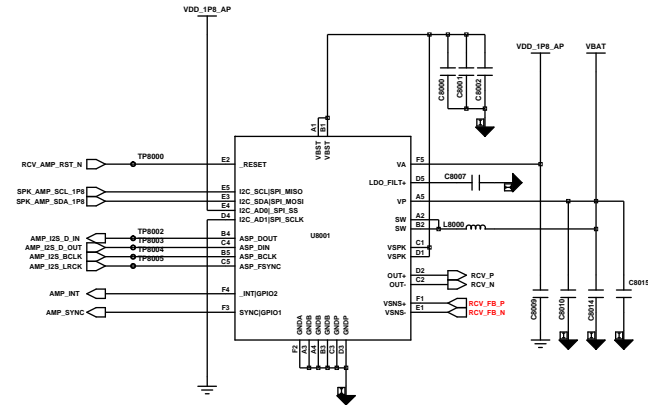 VDD_1P8_AP
VDD_1P8_AP VBAT
C8000
C8001
C8002
A1
B1
VBST
VBST
RCV_AMP_RST_N TP8000 E2 _RESET
VA F5
LDO_FILT+ D5 C8007
SPK_AMP_SCL_1P8 E5 I2C_SCL|SPI_MISO
SPK_AMP_SDA_1P8 E3 I2C_SDA|SPI_MOSI
E4 I2C_AD0|_SPI_SS
D4 I2C_AD1|SPI_SCLK
VP A5
SW A2
SW B2 L8000
U8001
AMP_I2S_D_IN TP8002 B4 ASP_DOUT
AMP_I2S_D_OUT TP8003 C4 ASP_DIN
AMP_I2S_BCLK TP8004 B5 ASP_BCLK
AMP_I2S_LRCK TP8005 C5 ASP_FSYNC
VSPK C1
VSPK D1
OUT+ D2 RCV_P
OUT- C2 RCV_N
AMP_INT F4 _INT|GPIO2
AMP_SYNC F3 SYNC|GPIO1
VSNS+ F1 RCV_FB_P
VSNS- E1 RCV_FB_N
C8009
C8010
C8014
C8015
GNDA
GNDB
GNDB
GNDB
GNDP
GNDP
F2
A3
A4
B3
C3
D3